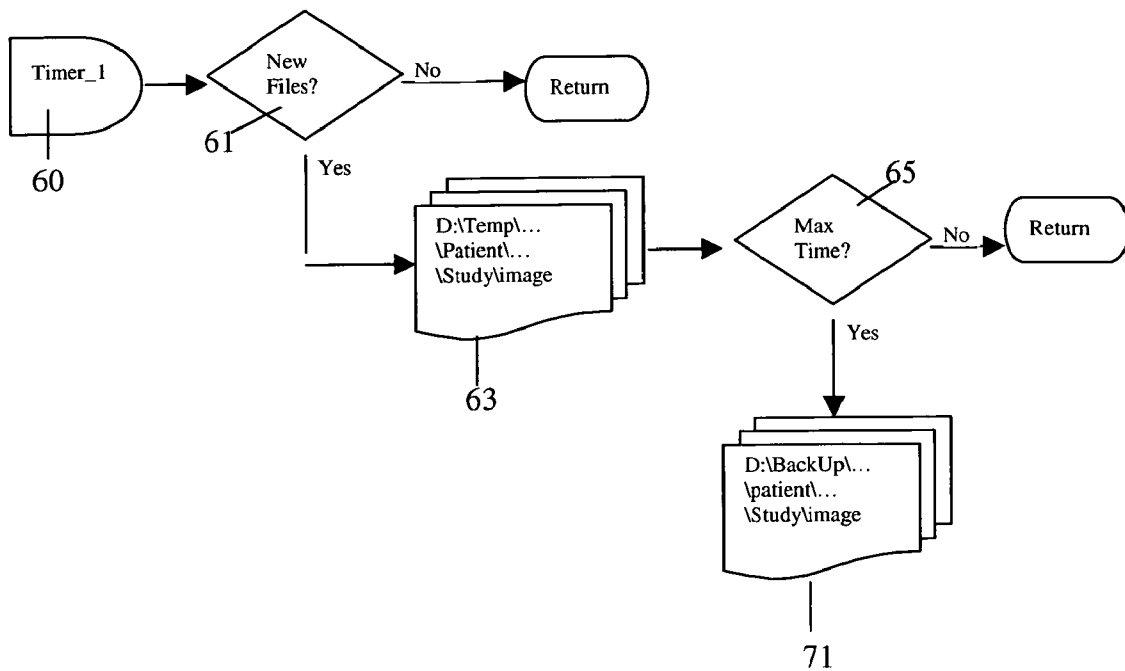 Timer_1
60
New
Files?
61
No
Return
Yes
D:\Temp\...
\Patient\...
\Study\image
63
Max
Time?
65
No
Return
Yes
D:\BackUp\...
\patient\...
\Study\image
71